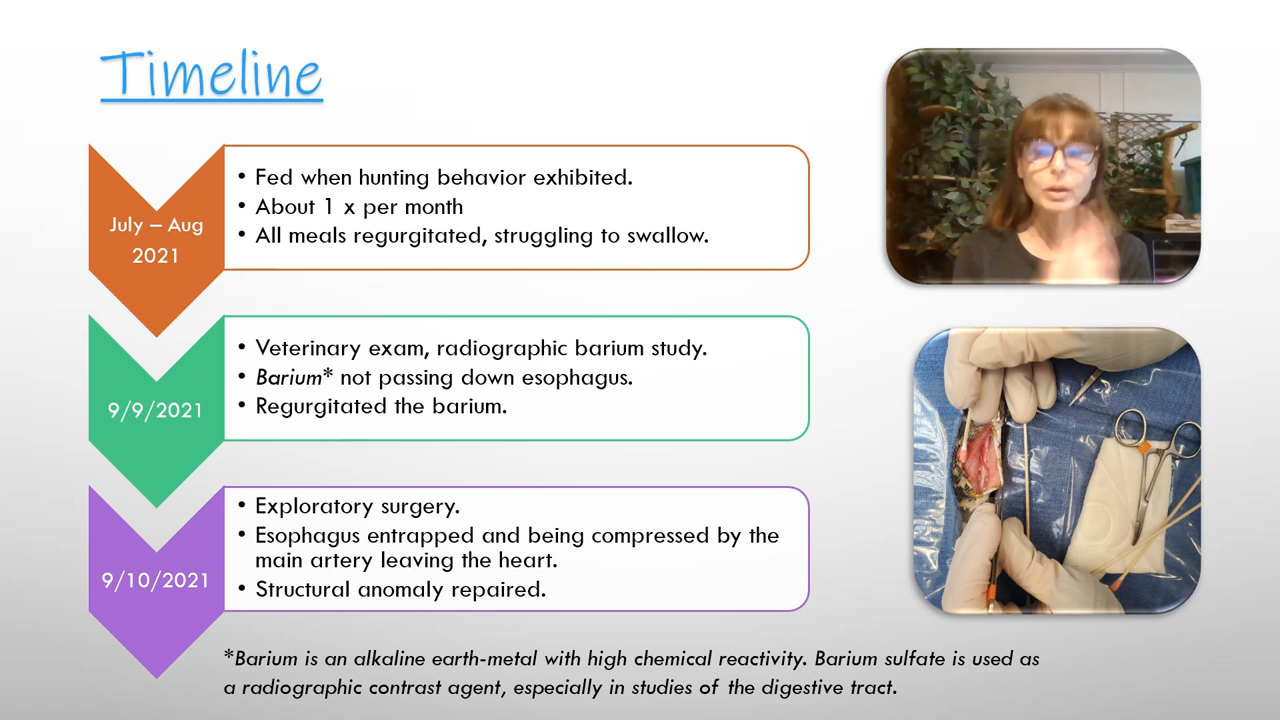 Timeline
July – Aug
2021
• Fed when hunting behavior exhibited.
• About 1 x per month
• All meals regurgitated, struggling to swallow.
9/9/2021
• Veterinary exam, radiographic barium study.
• Barium* not passing down esophagus.
• Regurgitated the barium.
9/10/2021
• Exploratory surgery.
• Esophagus entrapped and being compressed by the
main artery leaving the heart.
• Structural anomaly repaired.
*Barium is an alkaline earth-metal with high chemical reactivity. Barium sulfate is used as
a radiographic contrast agent, especially in studies of the digestive tract.